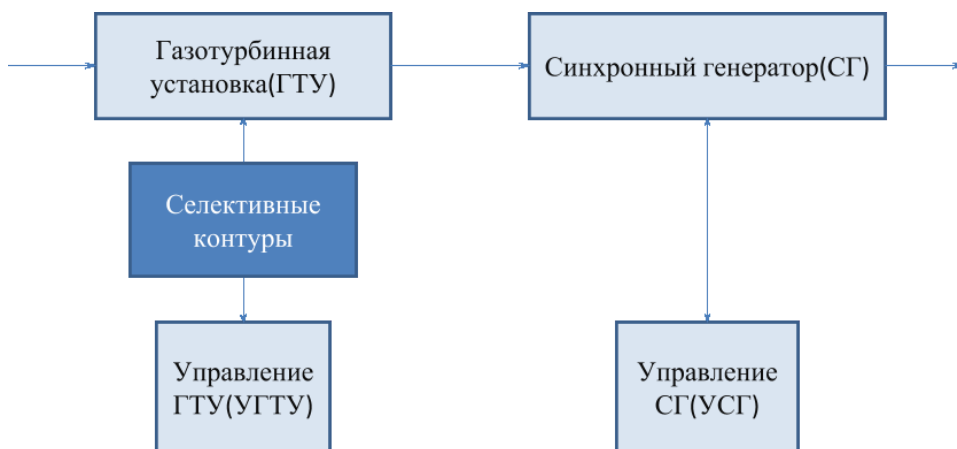 Газотурбинная
установка(ГТУ)
Синхронный генератор(СГ)
Селективные
контуры
Управление
ГТУ(УГТУ)
Управление
СГ(УСГ)